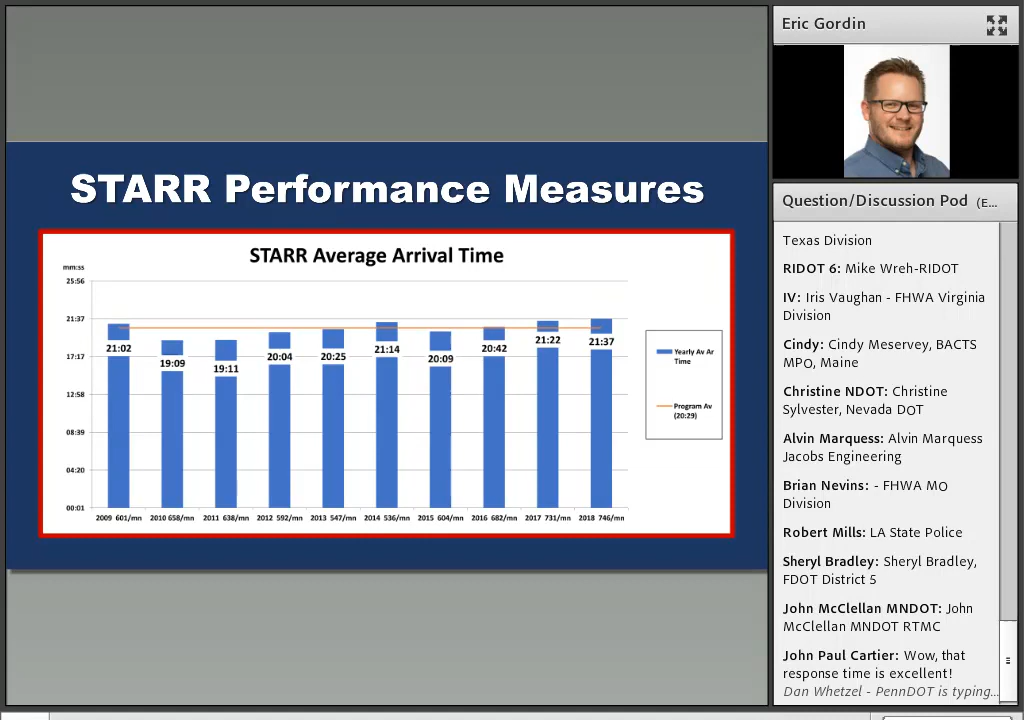 Eric Gordin
STARR Performance Measures
STARR Average Arrival Time
mm:ss
25:56
21:37
17:17
12:58
08:39
04:20
00:01
21:02
19:09
19:11
20:04
20:25
21:14
20:09
20:42
21:22
21:37
2009 601/mn
2010 658/mn
2011 638/mn
2012 592/mn
2013 547/mn
2014 536/mn
2015 604/mn
2016 682/mn
2017 731/mn
2018 746/mn
Yearly Av Ar
Time
Program Av
(20:29)
Question/Discussion Pod (E...
Texas Division
RIDOT 6: Mike Wreh-RIDOT
IV: Iris Vaughan - FHWA Virginia
Division
Cindy: Cindy Meservey, BACTS
MPO, Maine
Christine NDOT: Christine
Sylvester, Nevada DOT
Alvin Marquess: Alvin Marquess
Jacobs Engineering
Brian Nevins: - FHWA MO
Division
Robert Mills: LA State Police
Sheryl Bradley: Sheryl Bradley,
FDOT District 5
John McClellan MNDOT: John
McClellan MNDOT RTMC
John Paul Cartier: Wow, that
response time is excellent!
Dan Whetzel - PennDOT is typing...